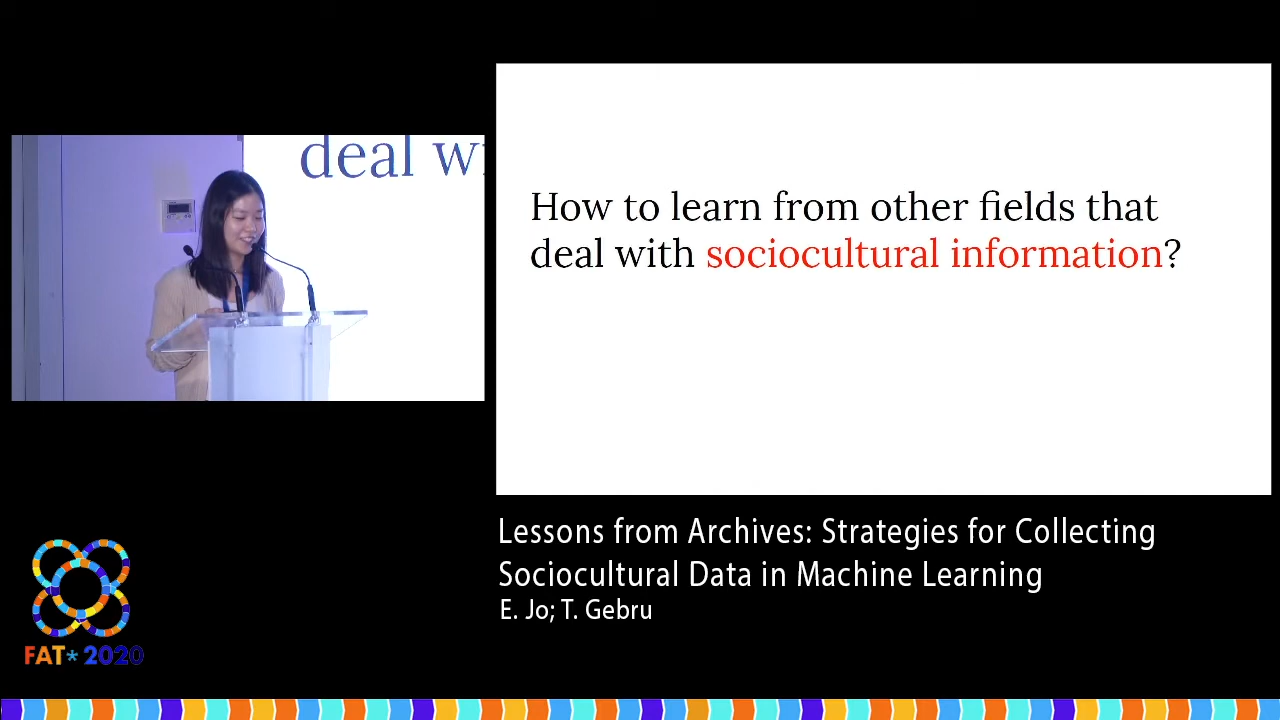 deal wi
How to learn from other fields that
deal with sociocultural information?
Lessons from Archives: Strategies for Collecting
Sociocultural Data in Machine Learning
E. Jo; T. Gebru
FAT* 2020